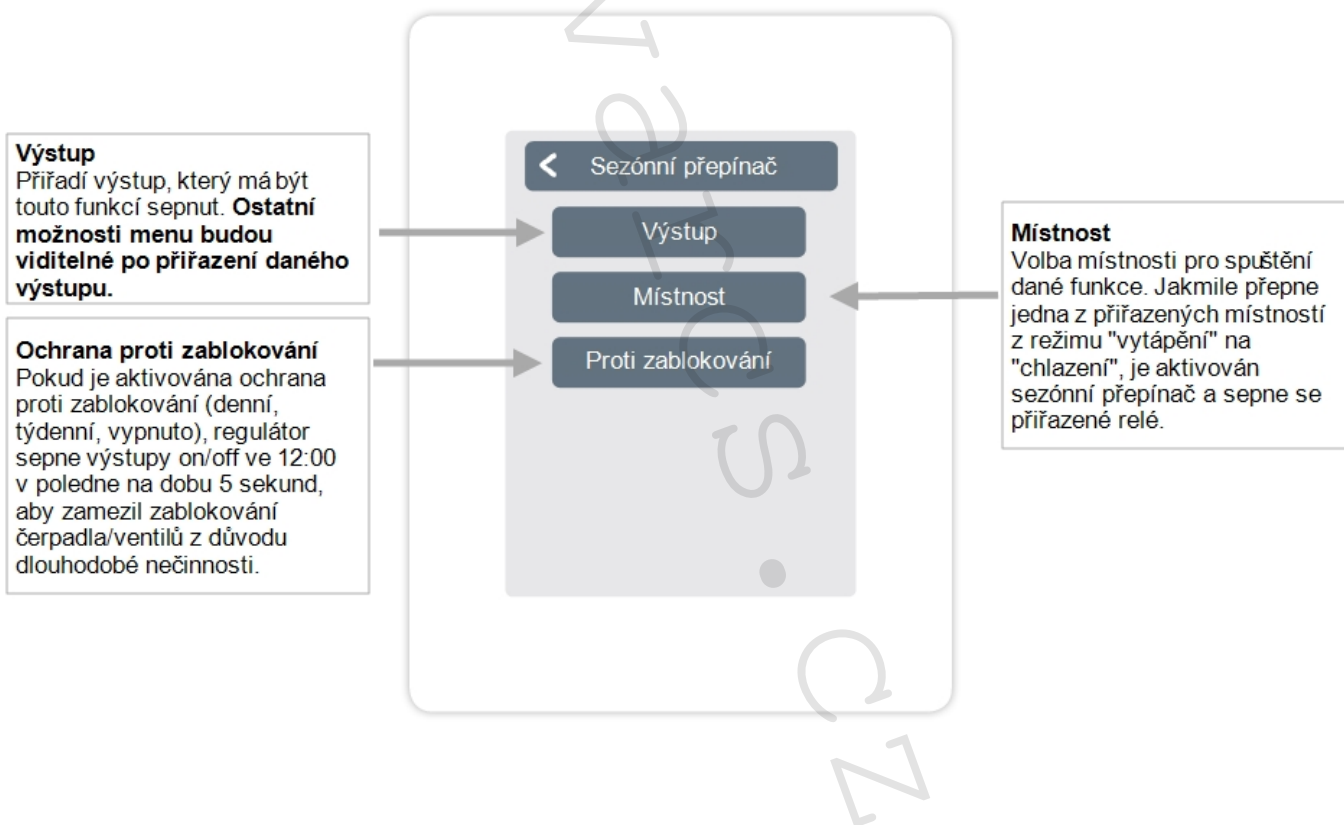 Výstup
Přiřadí výstup, který má být
touto funkcí sepnut. Ostatní
možnosti menu budou
viditelné po přiřazení daného
výstupu.
Ochrana proti zablokování
Pokud je aktivována ochrana
proti zablokování (denní,
týdenní, vypnuto), regulátor
sepne výstupy on/off ve 12:00
v poledne na dobu 5 sekund,
aby zamezil zablokování
čerpadla/ventilů z důvodu
dlouhodobé nečinnosti.
Sezónní přepínač
Výstup
Místnost
Proti zablokování
Místnost
Volba místnosti pro spuštění
dané funkce. Jakmile přepne
jedna z přiřazených místností
z režimu "vytápění" na
"chlazení", je aktivován
sezónní přepínač a sepne se
přiřazené relé.